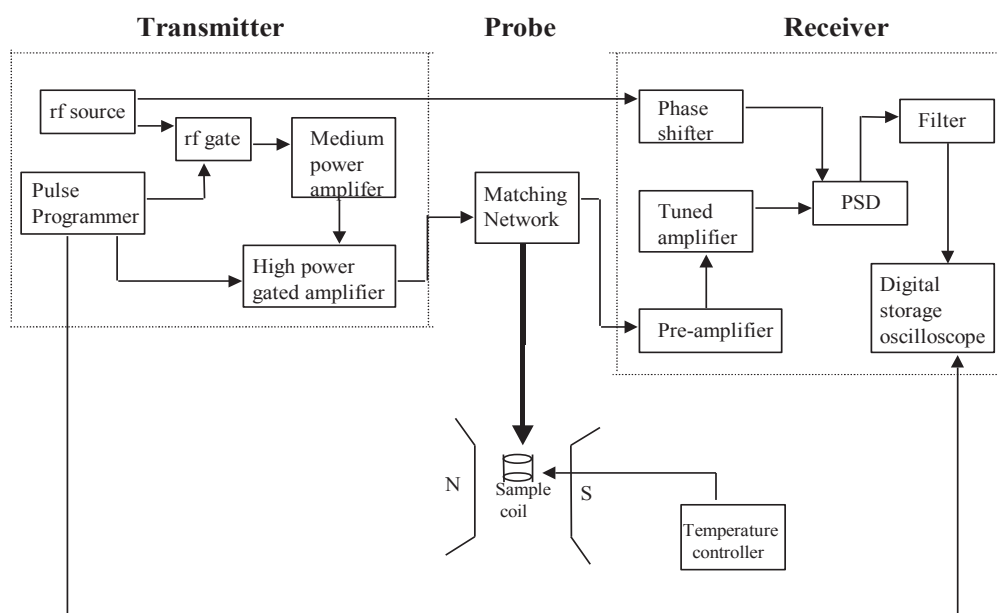 Transmitter
Probe
Receiver
rf source
rf gate
Medium
power
amplifer
Pulse
Programmer
High power
gated amplifier
Matching
Network
Phase
shifter
Filter
Tuned
amplifier
PSD
Pre-amplifier
Digital
storage
oscilloscope
N
Sample
coil
S
Temperature
controller